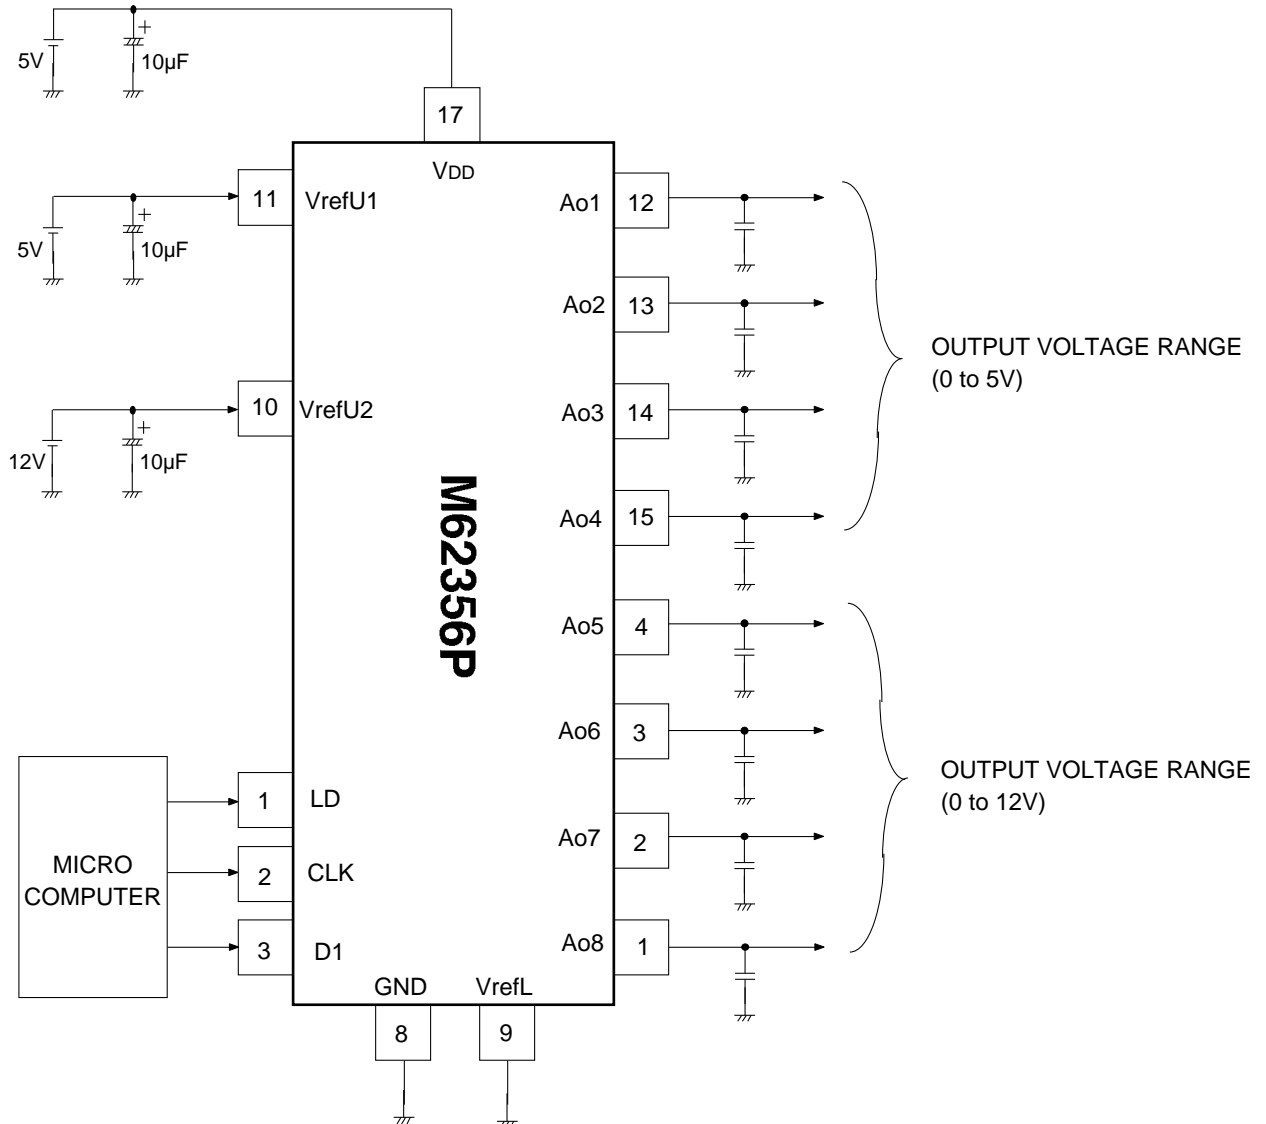 +
5V
10µF
17
VDD
11
VrefU1
+
5V
10µF
Ao1
12
Ao2
13
OUTPUT VOLTAGE RANGE
(0 to 5V)
10
VrefU2
+
12V
10µF
Ao3
14
M62356P
Ao4
15
Ao5
4
Ao6
3
OUTPUT VOLTAGE RANGE
(0 to 12V)
1
LD
Ao7
2
MICRO
COMPUTER
2
CLK
3
D1
Ao8
1
GND
VrefL
8
9